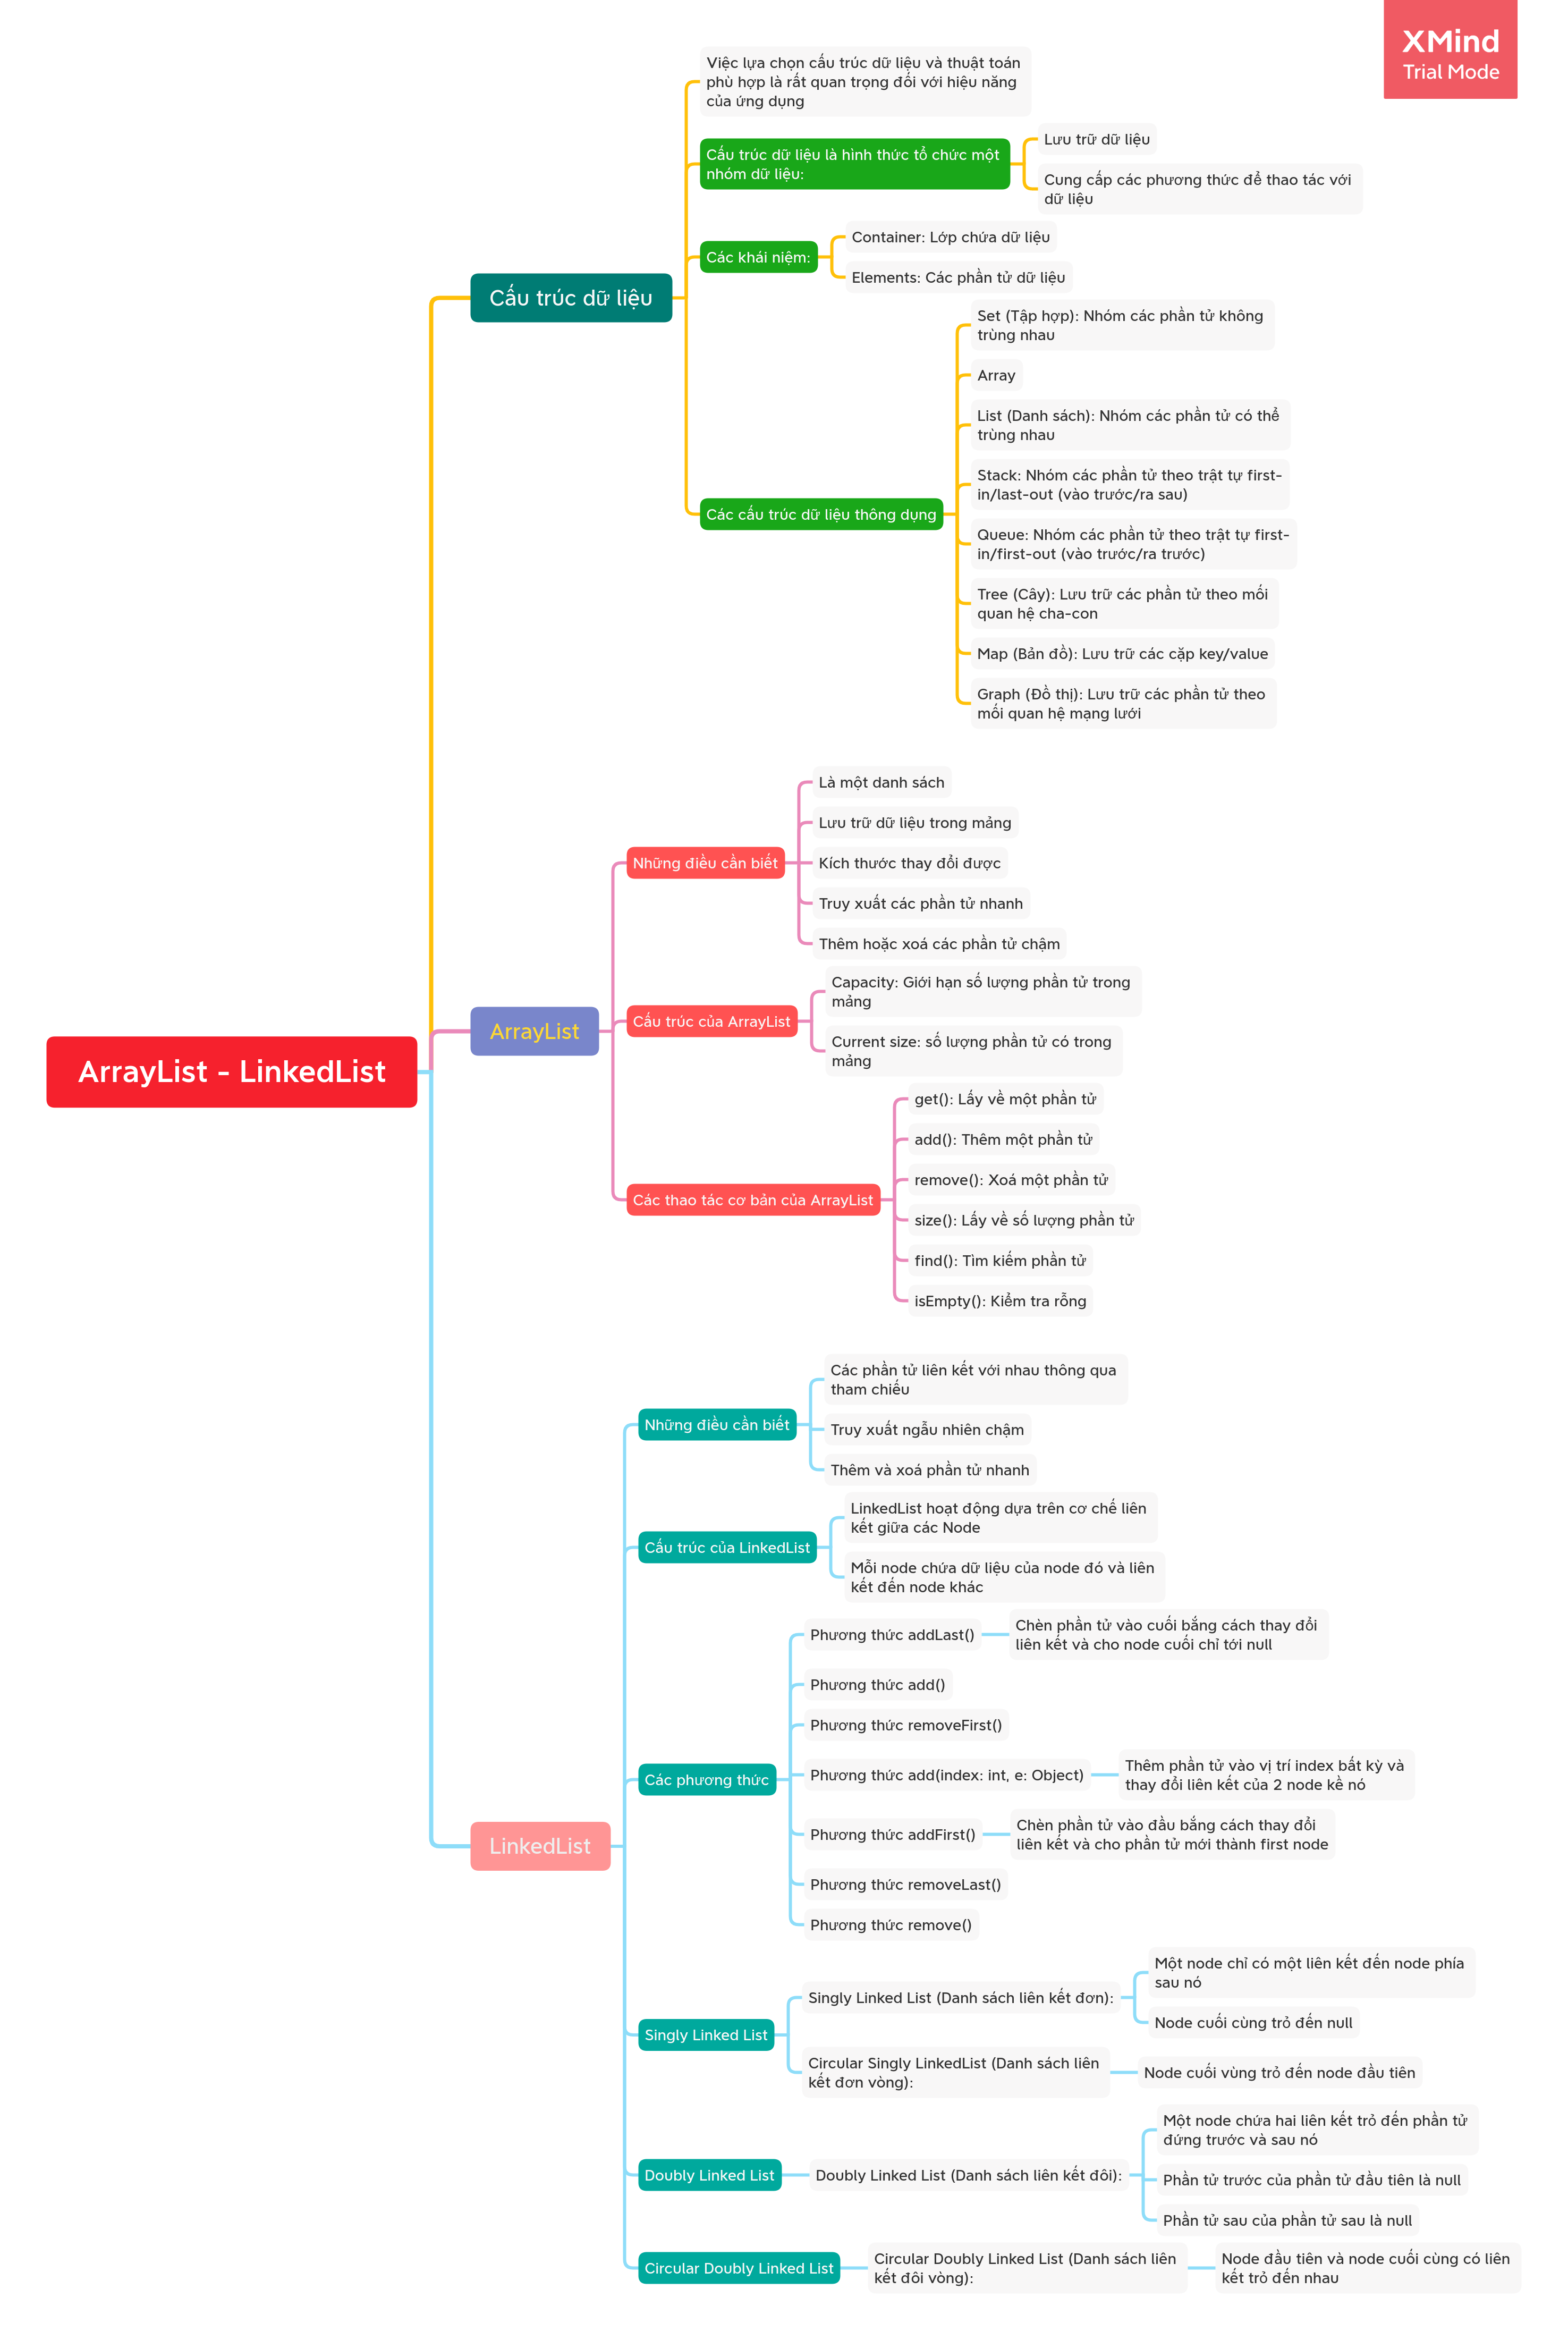 XMind
Trial Mode
ArrayList - LinkedList
Cấu trúc dữ liệu
Việc lựa chọn cấu trúc dữ liệu và thuật toán
phù hợp là rất quan trọng đối với hiệu năng
của ứng dụng
Cấu trúc dữ liệu là hình thức tổ chức một
nhóm dữ liệu:
Lưu trữ dữ liệu
Cung cấp các phương thức để thao tác với
dữ liệu
Các khái niệm:
Container: Lớp chứa dữ liệu
Elements: Các phần tử dữ liệu
Các cấu trúc dữ liệu thông dụng
Set (Tập hợp): Nhóm các phần tử không
trùng nhau
Array
List (Danh sách): Nhóm các phần tử có thể
trùng nhau
Stack: Nhóm các phần tử theo trật tự first-
in/last-out (vào trước/ra sau)
Queue: Nhóm các phần tử theo trật tự first-
in/first-out (vào trước/ra trước)
Tree (Cây): Lưu trữ các phần tử theo mối
quan hệ cha-con
Map (Bản đồ): Lưu trữ các cặp key/value
Graph (Đồ thị): Lưu trữ các phần tử theo
mối quan hệ mạng lưới
ArrayList
Những điều cần biết
Là một danh sách
Lưu trữ dữ liệu trong mảng
Kích thước thay đổi được
Truy xuất các phần tử nhanh
Thêm hoặc xoá các phần tử chậm
Cấu trúc của ArrayList
Capacity: Giới hạn số lượng phần tử trong
mảng
Current size: số lượng phần tử có trong
mảng
Các thao tác cơ bản của ArrayList
get(): Lấy về một phần tử
add(): Thêm một phần tử
remove(): Xoá một phần tử
size(): Lấy về số lượng phần tử
find(): Tìm kiếm phần tử
isEmpty(): Kiểm tra rỗng
LinkedList
Những điều cần biết
Các phần tử liên kết với nhau thông qua
tham chiếu
Truy xuất ngẫu nhiên chậm
Thêm và xoá phần tử nhanh
Cấu trúc của LinkedList
LinkedList hoạt động dựa trên cơ chế liên
kết giữa các Node
Mỗi node chứa dữ liệu của node đó và liên
kết đến node khác
Các phương thức
Phương thức addLast()
Chèn phần tử vào cuối bằng cách thay đổi
liên kết và cho node cuối chỉ tới null
Phương thức add()
Phương thức removeFirst()
Phương thức add(index: int, e: Object)
Thêm phần tử vào vị trí index bất kỳ và
thay đổi liên kết của 2 node kề nó
Phương thức addFirst()
Chèn phần tử vào đầu bằng cách thay đổi
liên kết và cho phần tử mới thành first node
Phương thức removeLast()
Phương thức remove()
Singly Linked List
Singly Linked List (Danh sách liên kết đơn):
Một node chỉ có một liên kết đến node phía
sau nó
Node cuối cùng trỏ đến null
Circular Singly LinkedList (Danh sách liên
kết đơn vòng):
Node cuối vùng trỏ đến node đầu tiên
Doubly Linked List
Doubly Linked List (Danh sách liên kết đôi):
Một node chứa hai liên kết trỏ đến phần tử
đứng trước và sau nó
Phần tử trước của phần tử đầu tiên là null
Phần tử sau của phần tử sau là null
Circular Doubly Linked List
Circular Doubly Linked List (Danh sách liên
kết đôi vòng):
Node đầu tiên và node cuối cùng có liên
kết trỏ đến nhau